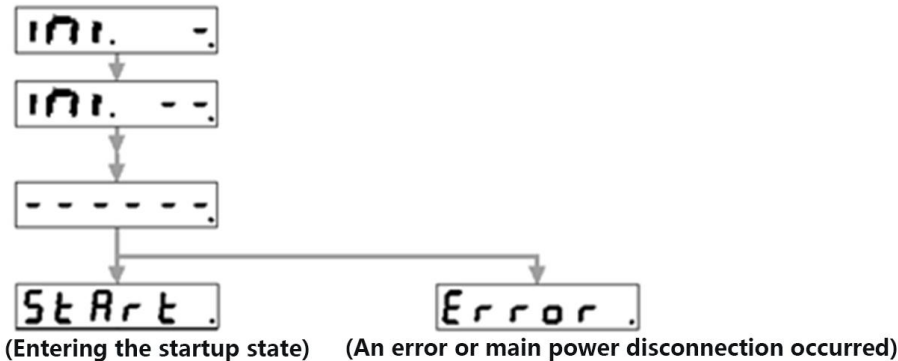 ini. -.
ini. --.
------.
StArt .
Error .
(Entering the startup state)
(An error or main power disconnection occurred)